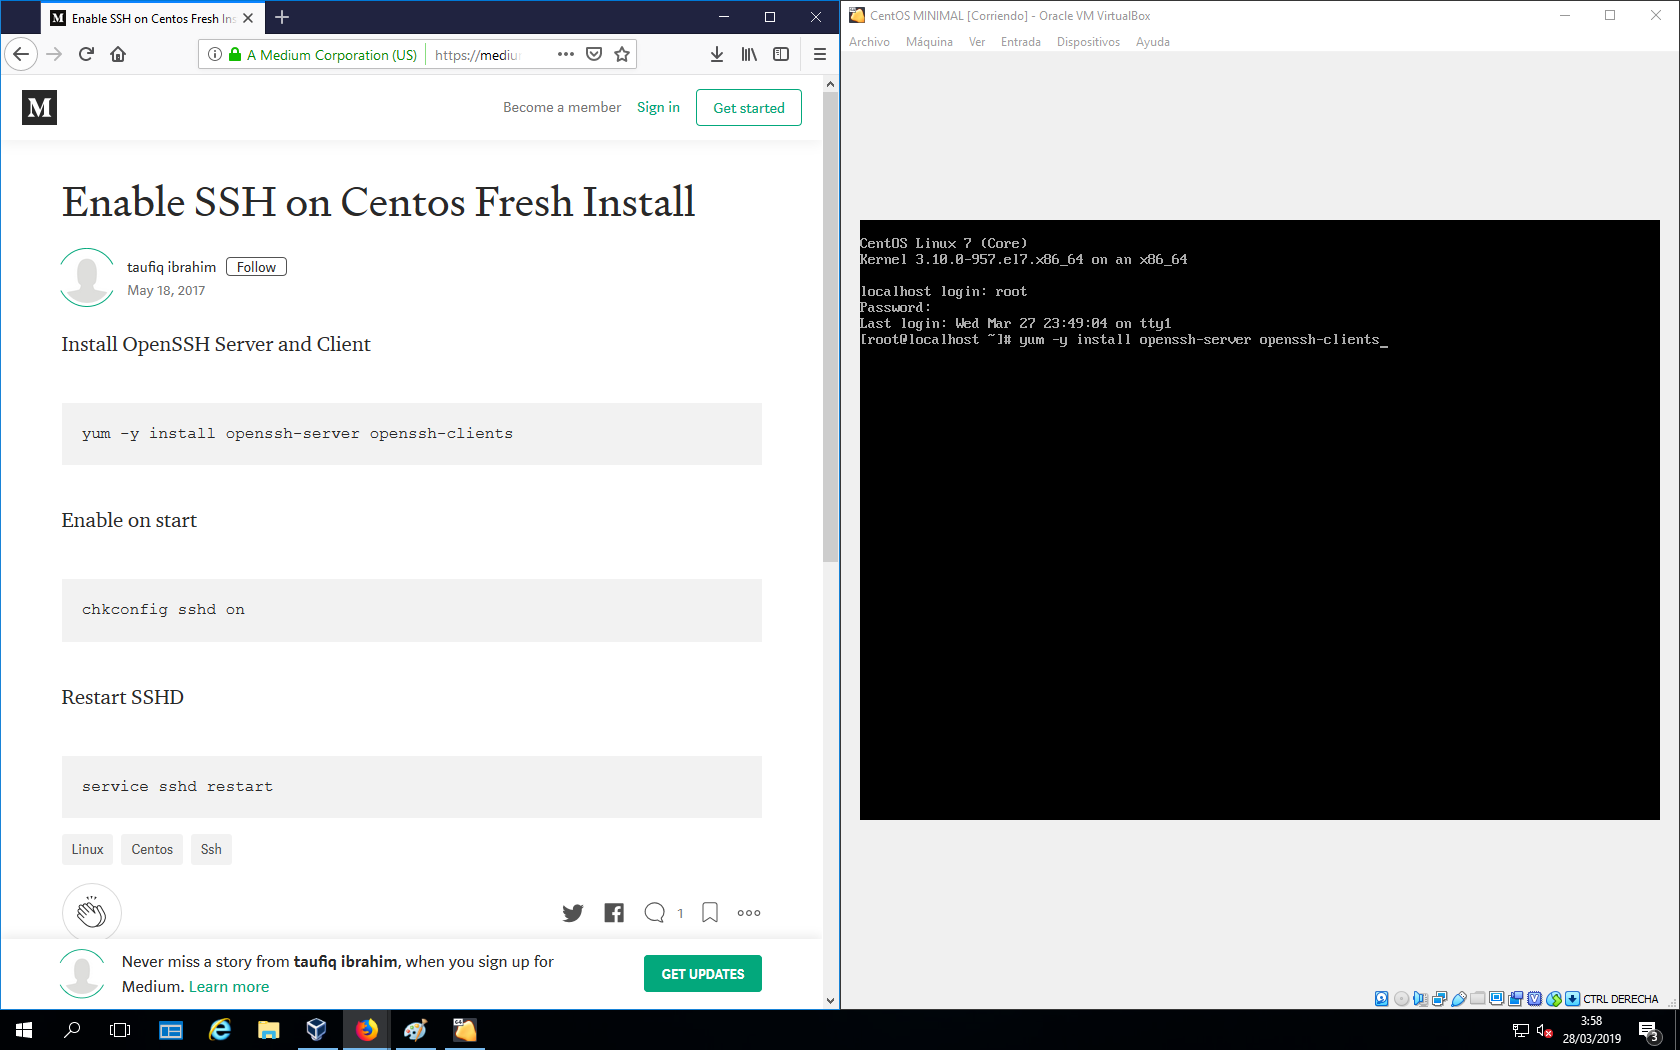 Enable SSH on Centos Fresh Ins
A Medium Corporation (US)
https://mediu
Become a member
Sign in
Get started
Enable SSH on Centos Fresh Install
taufiq ibrahim
Follow
May 18, 2017
Install OpenSSH Server and Client
yum -y install openssh-server openssh-clients
Enable on start
chkconfig sshd on
Restart SSHD
service sshd restart
Linux
Centos
Ssh
1
Never miss a story from taufiq ibrahim, when you sign up for
Medium. Learn more
GET UPDATES
CentOS MINIMAL [Corriendo] - Oracle VM VirtualBox
Archivo
Máquina
Ver
Entrada
Dispositivos
Ayuda
CentOS Linux 7 (Core)
Kernel 3.10.0-957.el7.x86_64 on an x86_64
localhost login: root
Password:
Last login: Wed Mar 27 23:49:04 on tty1
[root@localhost ~]# yum -y install openssh-server openssh-clients_
CTRL DERECHA
3:58
28/03/2019
3